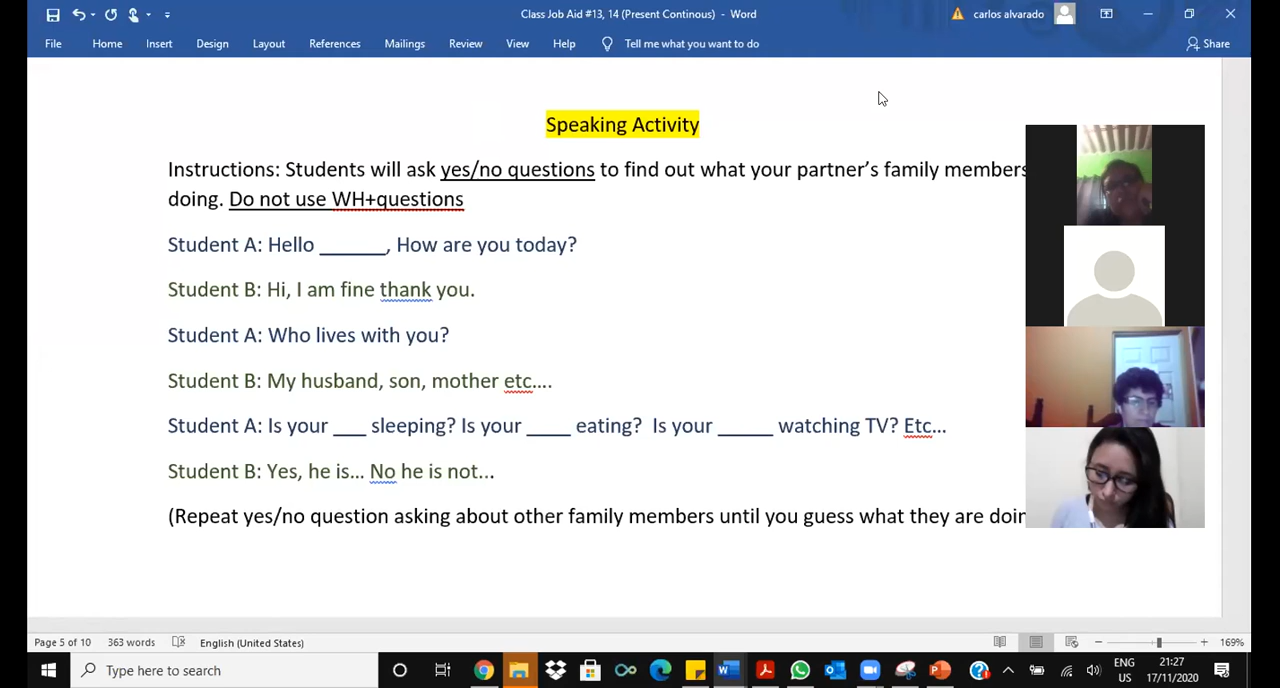 Class Job Aid #13, 14 (Present Continous) - Word
carlos alvarado
File Home Insert Design Layout References Mailings Review View Help Tell me what you want to do Share
Speaking Activity
Instructions: Students will ask yes/no questions to find out what your partner’s family members
doing. Do not use WH+questions
Student A: Hello ______, How are you today?
Student B: Hi, I am fine thank you.
Student A: Who lives with you?
Student B: My husband, son, mother etc....
Student A: Is your ___ sleeping? Is your ____ eating?  Is your _____ watching TV? Etc...
Student B: Yes, he is... No he is not...
(Repeat yes/no question asking about other family members until you guess what they are doin
Page 5 of 10 363 words English (United States) 169%
Type here to search
ENG 21:27
US 17/11/2020